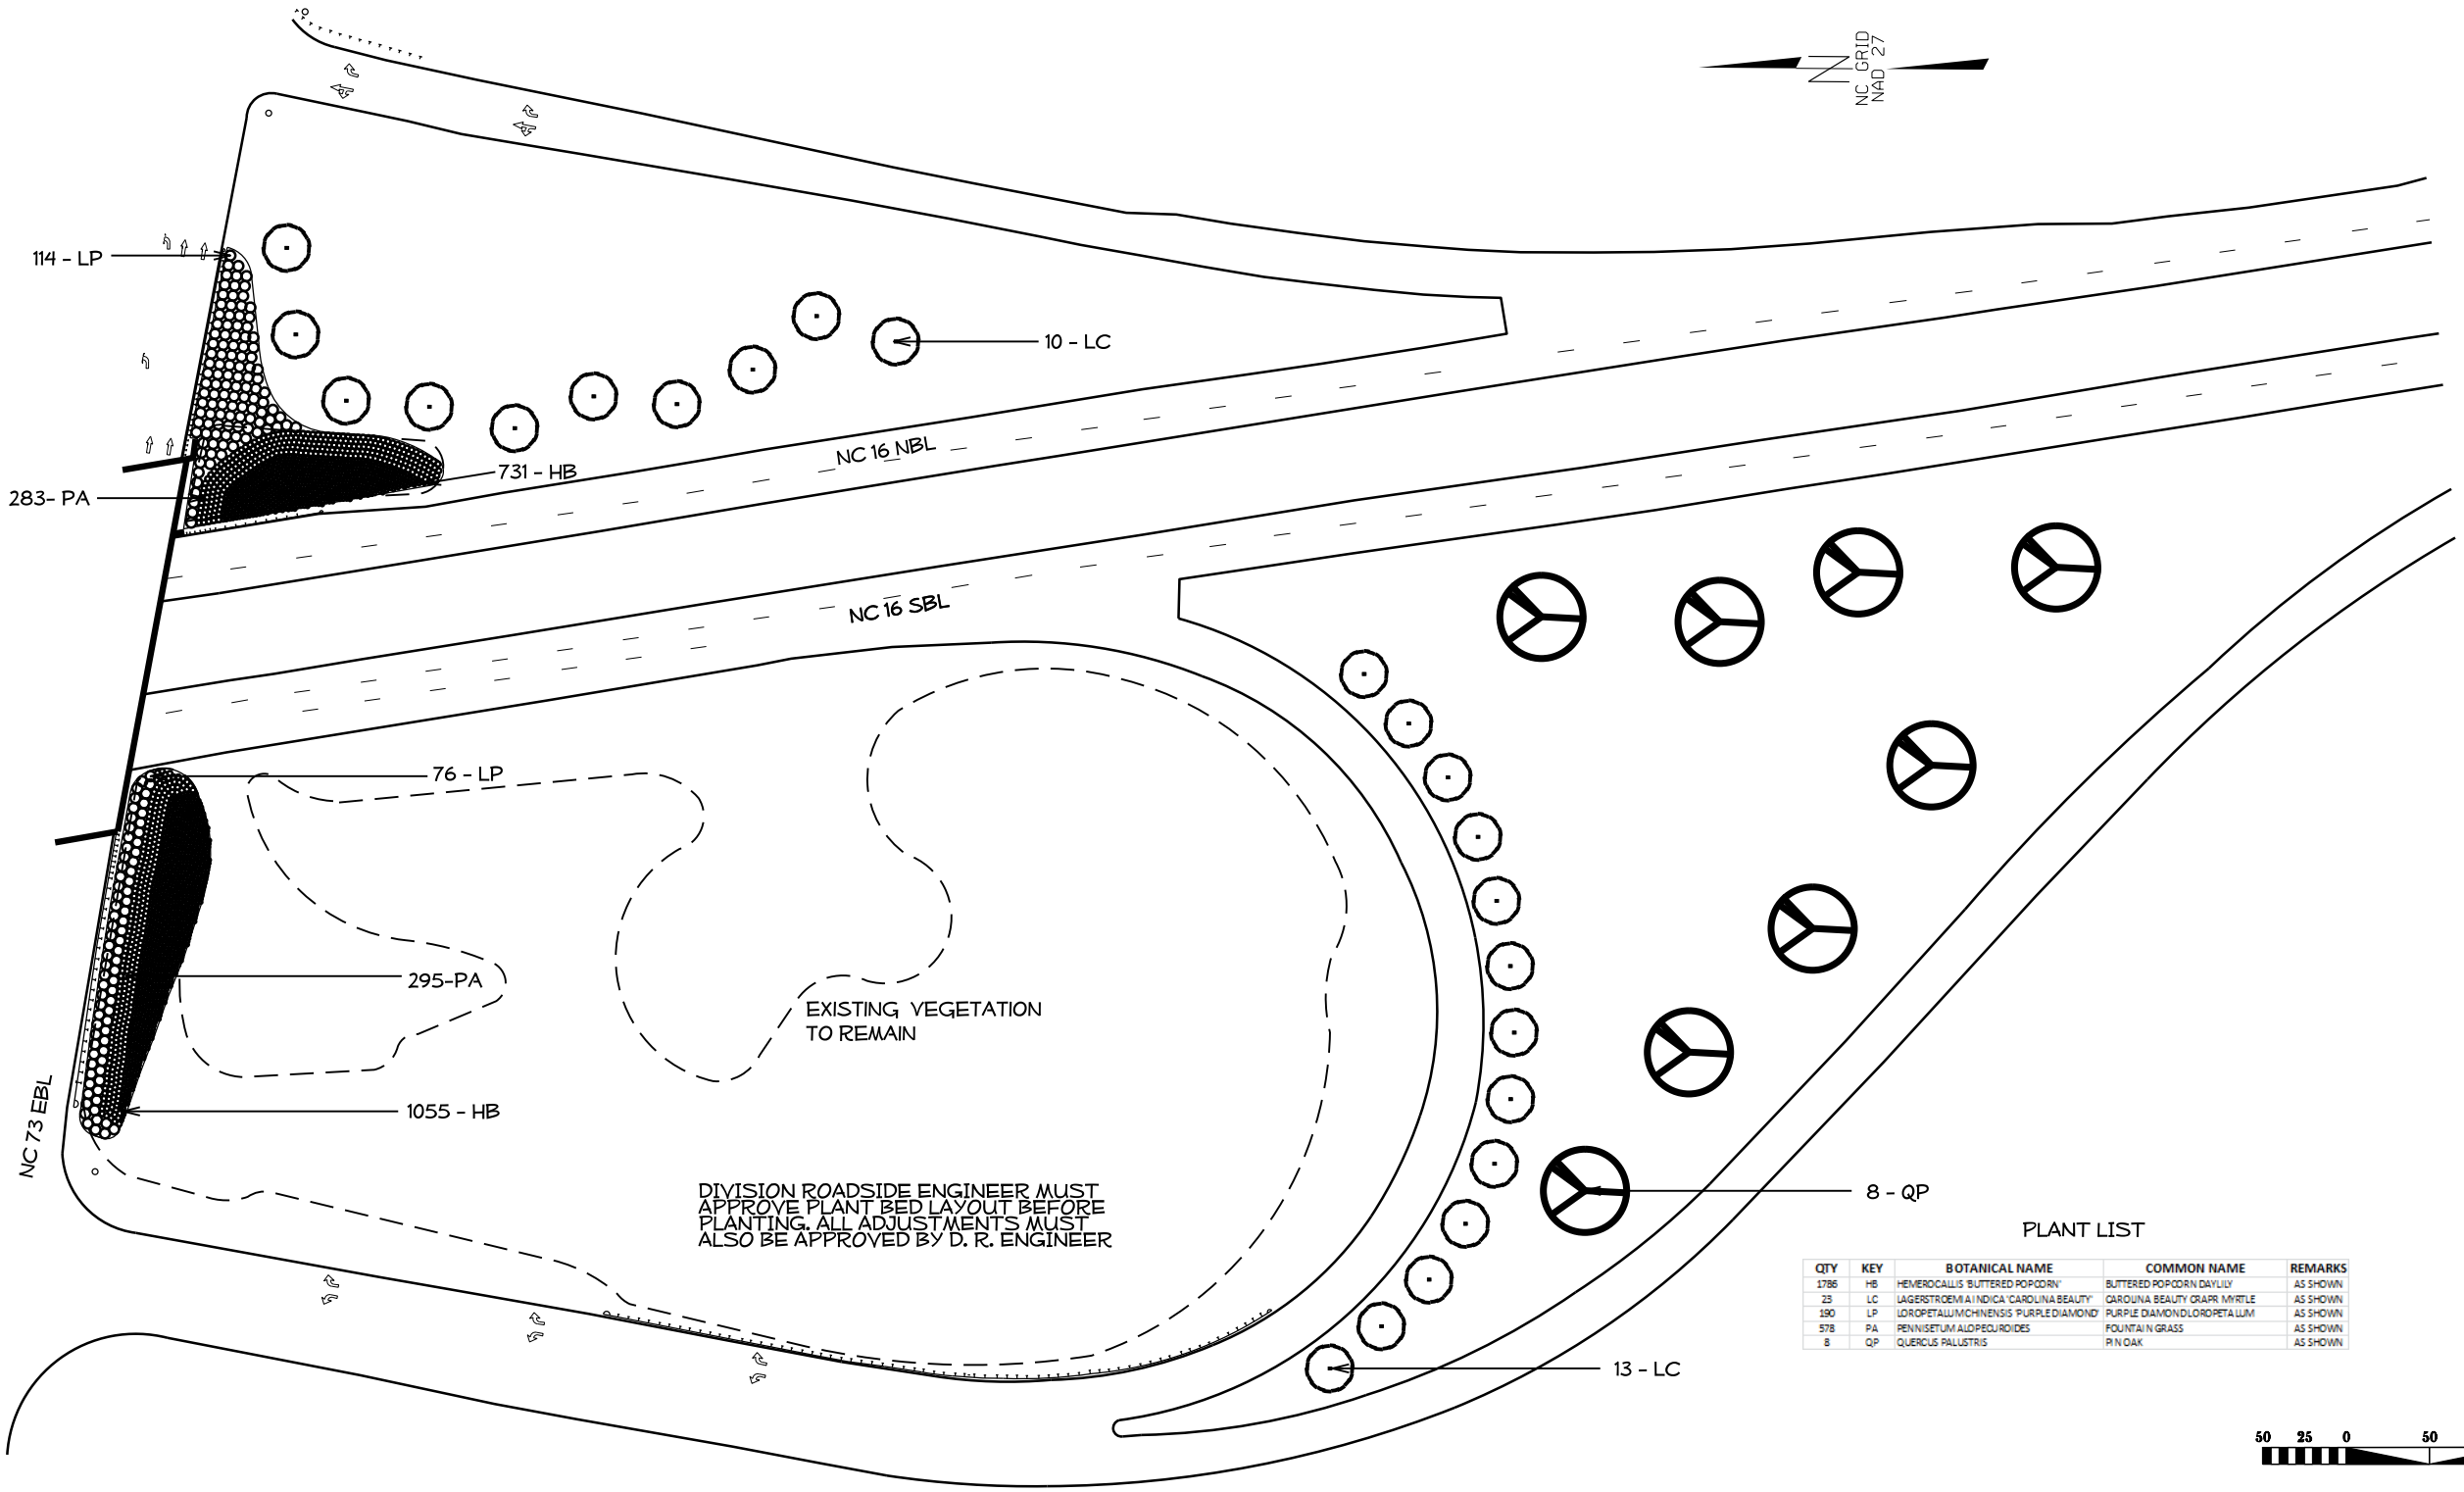 NC GRID
NAD 27
N
114 - LP
10 - LC
NC 16 NBL
731 - HB
283- PA
NC 16 SBL
76 - LP
295-PA
EXISTING VEGETATION
TO REMAIN
1055 - HB
NC 73 EBL
DIVISION ROADSIDE ENGINEER MUST
APPROVE PLANT BED LAYOUT BEFORE
PLANTING. ALL ADJUSTMENTS MUST
ALSO BE APPROVED BY D. R. ENGINEER
8 - QP
13 - LC
PLANT LIST
QTY KEY BOTANICAL NAME COMMON NAME REMARKS
1786 HB HEMEROCALLIS 'BUTTERED POPCORN' BUTTERED POPCORN DAYLILY AS SHOWN
23 LC LAGERSTROEMIA INDICA 'CAROLINA BEAUTY' CAROLINA BEAUTY CRAPR MYRTLE AS SHOWN
190 LP LOROPETALUM CHINENSIS 'PURPLE DIAMOND' PURPLE DIAMOND LOROPETALUM AS SHOWN
578 PA PENNISETUM ALOPECUROIDES FOUNTAIN GRASS AS SHOWN
8 QP QUERCUS PALUSTRIS PIN OAK AS SHOWN
50 25 0 50